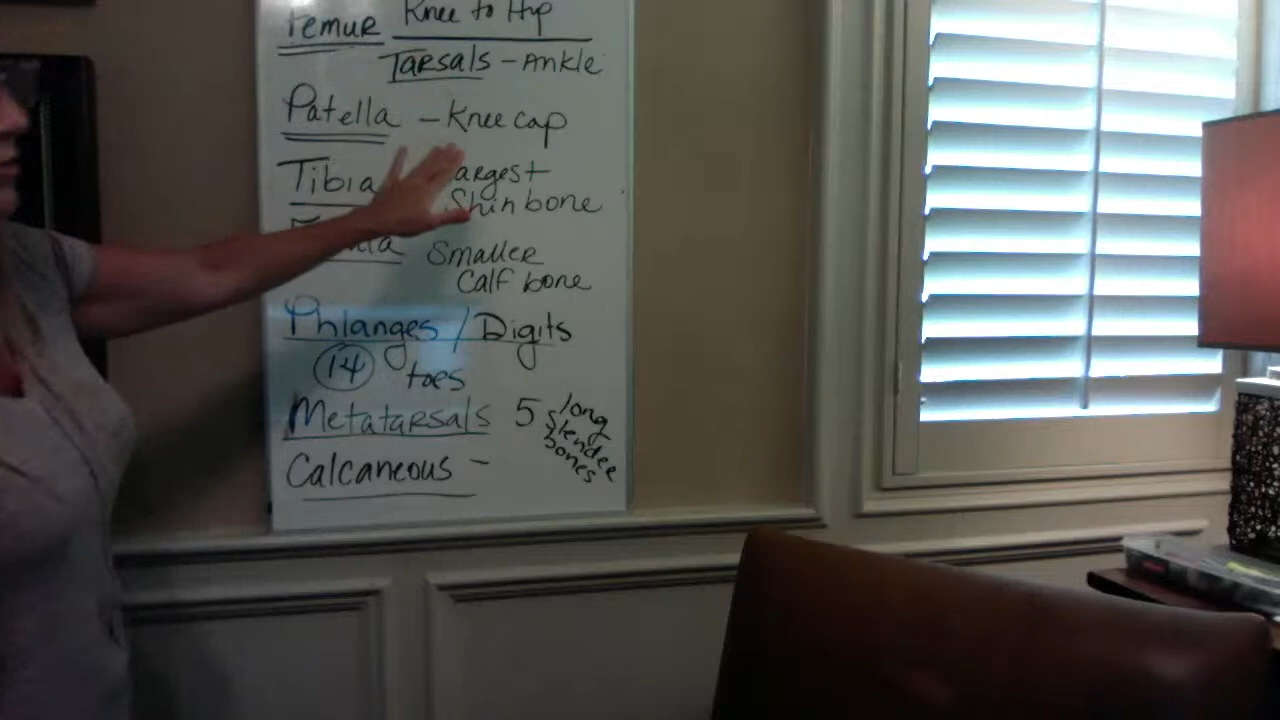 Femur Knee to Hip
Tarsals - Ankle
Patella - Knee cap
Tibia
Shin bone
Smaller
Calf bone
Phlanges / Digits
14 toes
Metatarsals 5 long
slender
bones
Calcaneous -